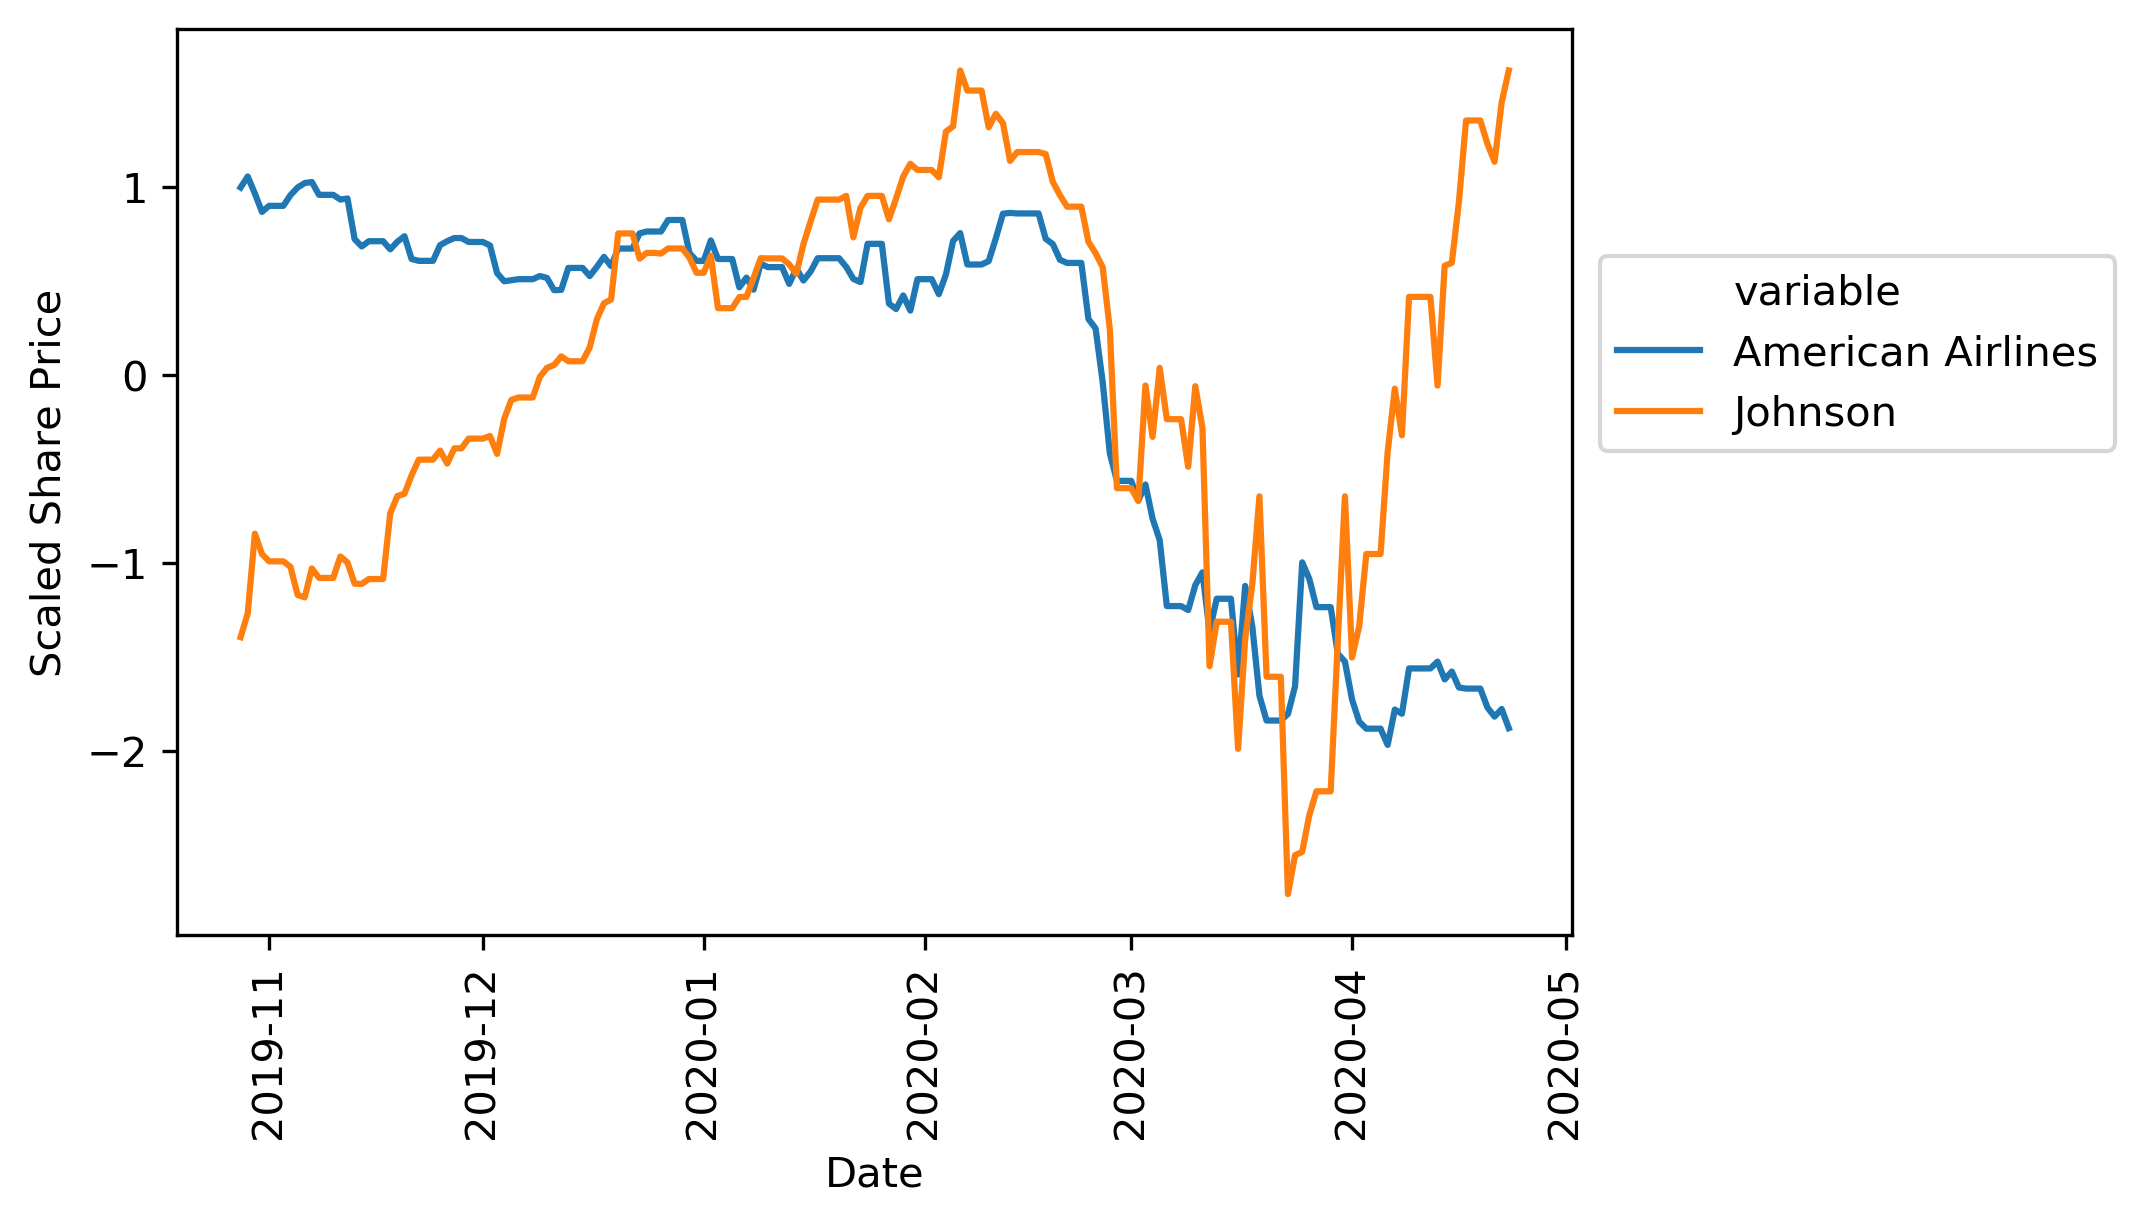 Scaled Share Price
1
0
−1
−2
2019-11
2019-12
2020-01
2020-02
2020-03
2020-04
2020-05
Date
variable
American Airlines
Johnson